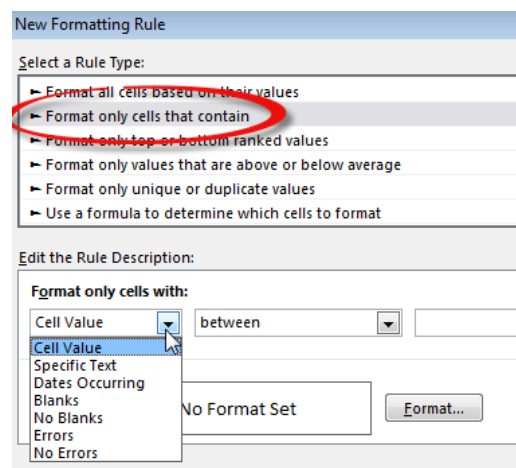 New Formatting Rule
Select a Rule Type:
► Format all cells based on their values
► Format only cells that contain
► Format only top or bottom ranked values
► Format only values that are above or below average
► Format only unique or duplicate values
► Use a formula to determine which cells to format
Edit the Rule Description:
Format only cells with:
Cell Value between
Cell Value
Specific Text
Dates Occurring
Blanks
No Blanks
Errors
No Errors
No Format Set Format...